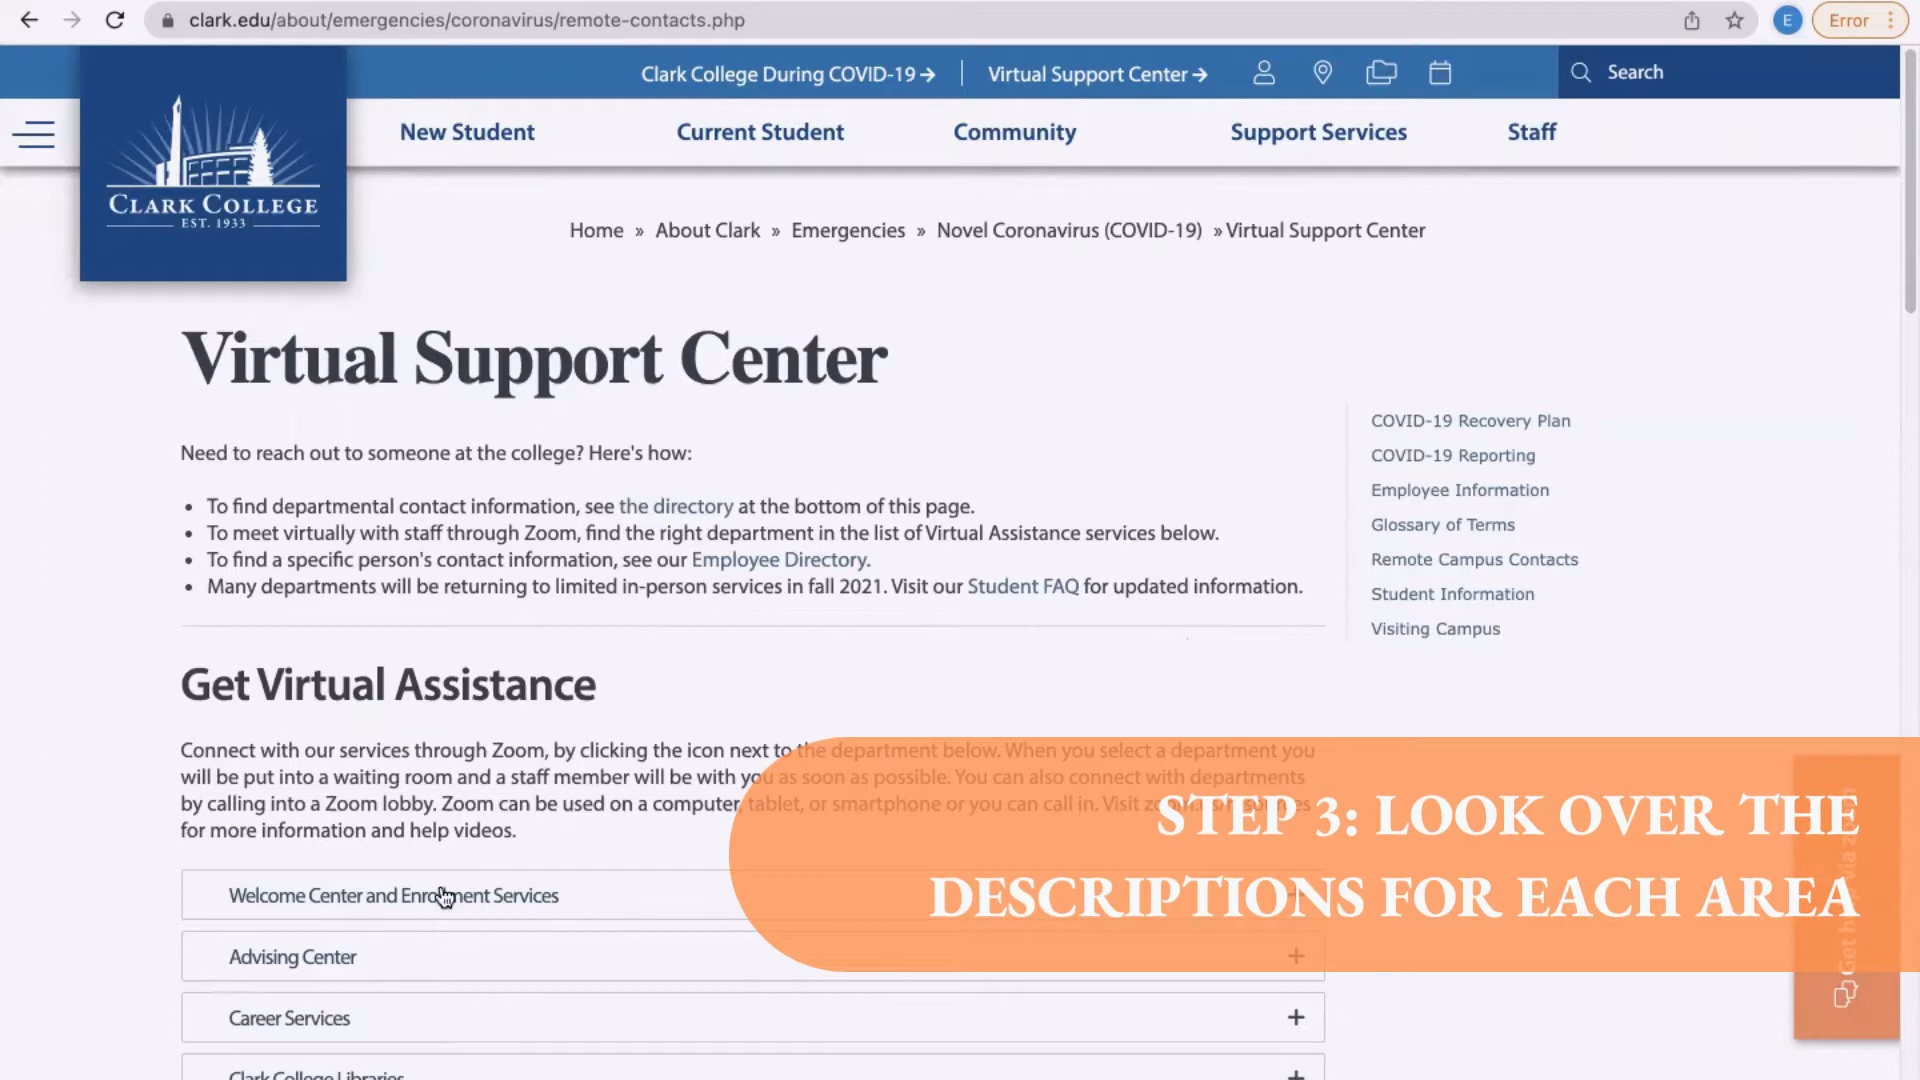 clark.edu/about/emergencies/coronavirus/remote-contacts.php
E
Error
Clark College During COVID-19
Virtual Support Center
Search
New Student
Current Student
Community
Support Services
Staff
CLARK COLLEGE
EST. 1933
Home » About Clark » Emergencies » Novel Coronavirus (COVID-19) » Virtual Support Center
Virtual Support Center
Need to reach out to someone at the college? Here's how:
• To find departmental contact information, see the directory at the bottom of this page.
• To meet virtually with staff through Zoom, find the right department in the list of Virtual Assistance services below.
• To find a specific person's contact information, see our Employee Directory.
• Many departments will be returning to limited in-person services in fall 2021. Visit our Student FAQ for updated information.
COVID-19 Recovery Plan
COVID-19 Reporting
Employee Information
Glossary of Terms
Remote Campus Contacts
Student Information
Visiting Campus
Get Virtual Assistance
Connect with our services through Zoom, by clicking the icon next to the department below. When you select a department you
will be put into a waiting room and a staff member will be with you as soon as possible. You can also connect with departments
by calling into a Zoom lobby. Zoom can be used on a computer, tablet, or smartphone or you can call in. Visit
for more information and help videos.
STEP 3: LOOK OVER THE
DESCRIPTIONS FOR EACH AREA
Welcome Center and Enrollment Services
Advising Center
Career Services
Clark College Libraries
Get help via